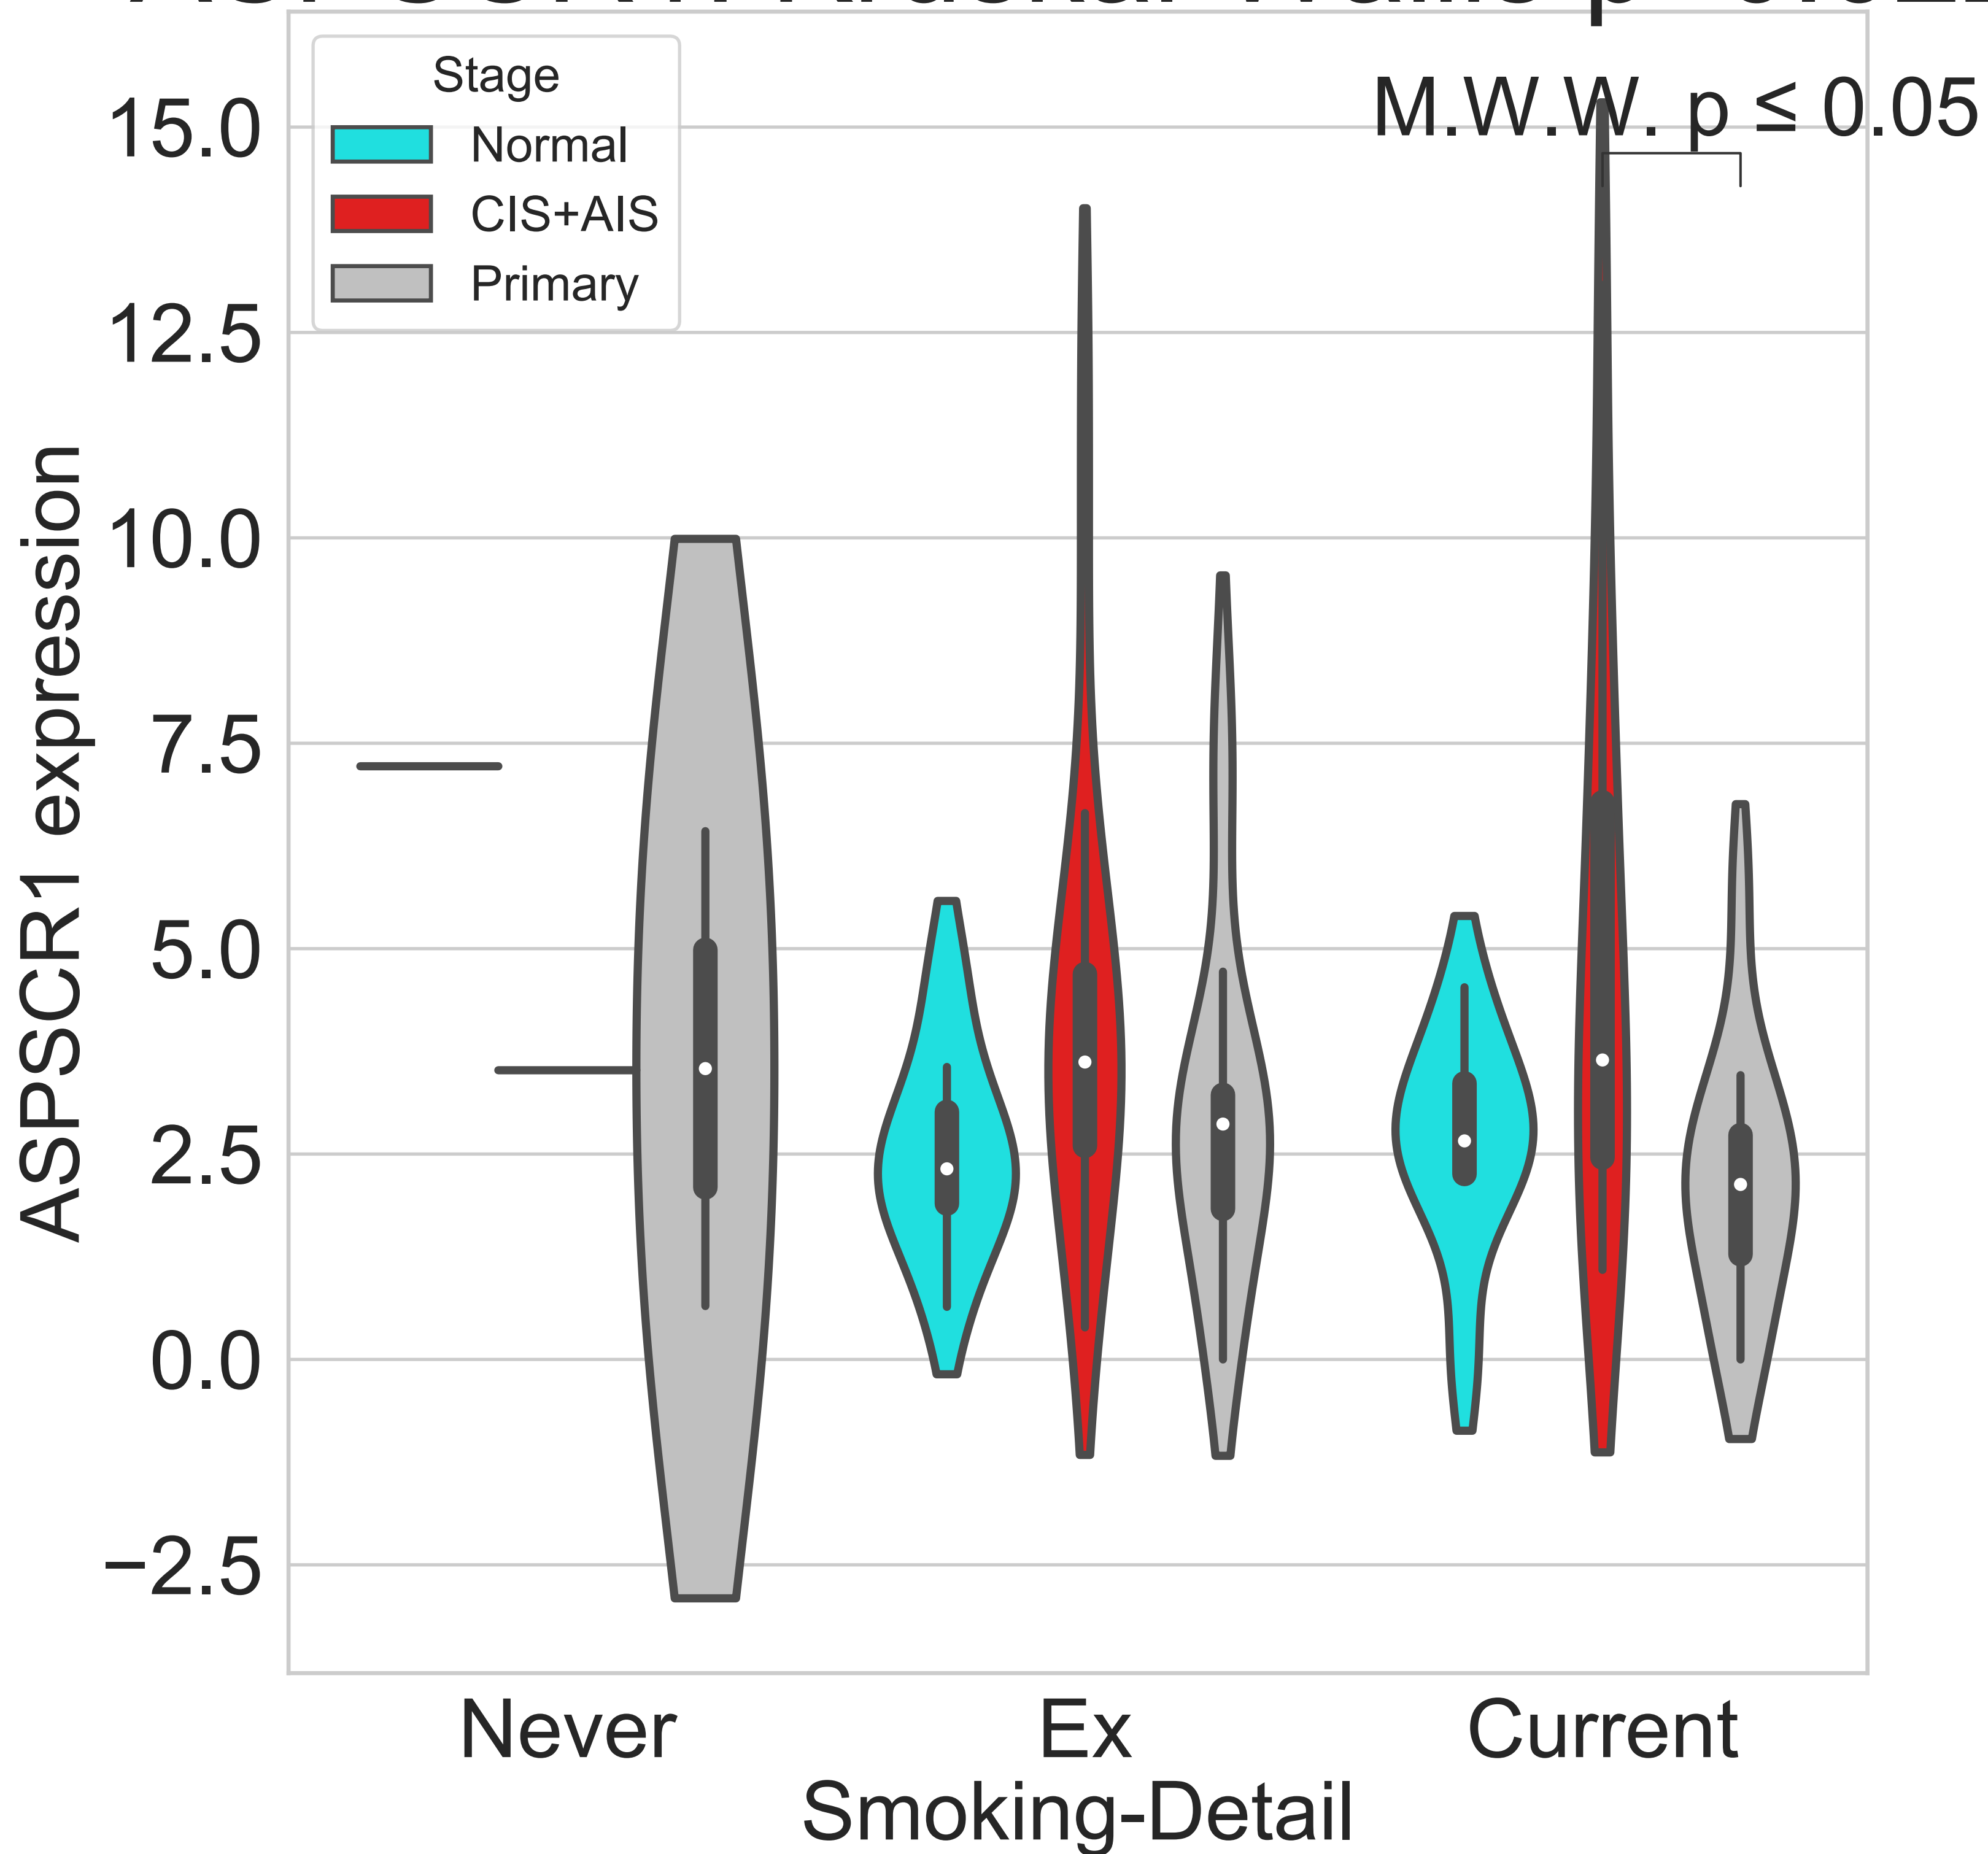 M.W.W. p ≤ 0.05
Stage
Normal
CIS+AIS
Primary
15.0
12.5
10.0
7.5
5.0
2.5
0.0
−2.5
ASPSCR1 expression
Never
Ex
Current
Smoking-Detail